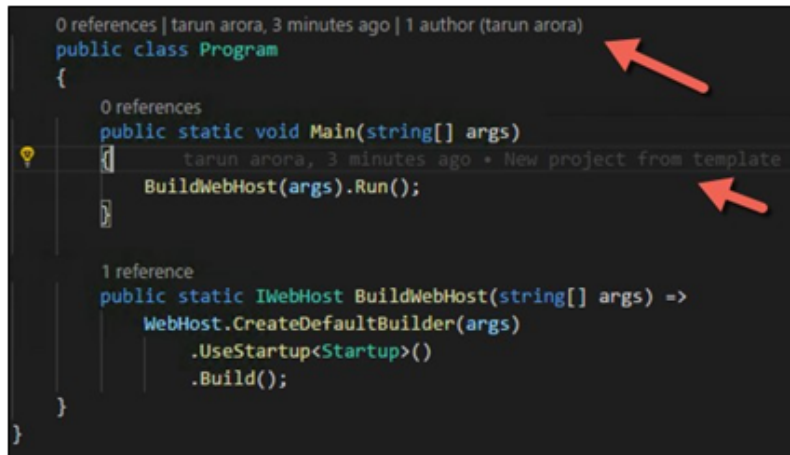 0 references | tarun arora, 3 minutes ago | 1 author (tarun arora)
public class Program
{
0 references
public static void Main(string[] args)
{ tarun arora, 3 minutes ago • New project from template
BuildWebHost(args).Run();
}
1 reference
public static IWebHost BuildWebHost(string[] args) =>
WebHost.CreateDefaultBuilder(args)
.UseStartup<Startup>()
.Build();
}
}